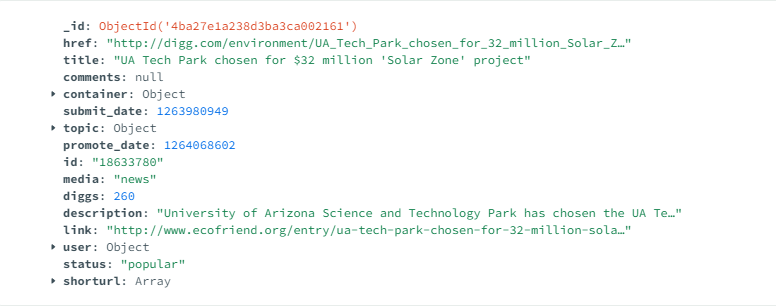 _id: ObjectId('4ba27e1a238d3ba3ca002161')
href: "http://digg.com/environment/UA_Tech_Park_chosen_for_32_million_Solar_Z…"
title: "UA Tech Park chosen for $32 million 'Solar Zone' project"
comments: null
container: Object
submit_date: 1263980949
topic: Object
promote_date: 1264068602
id: "18633780"
media: "news"
diggs: 260
description: "University of Arizona Science and Technology Park has chosen the UA Te…"
link: "http://www.ecofriend.org/entry/ua-tech-park-chosen-for-32-million-sola…"
user: Object
status: "popular"
shorturl: Array